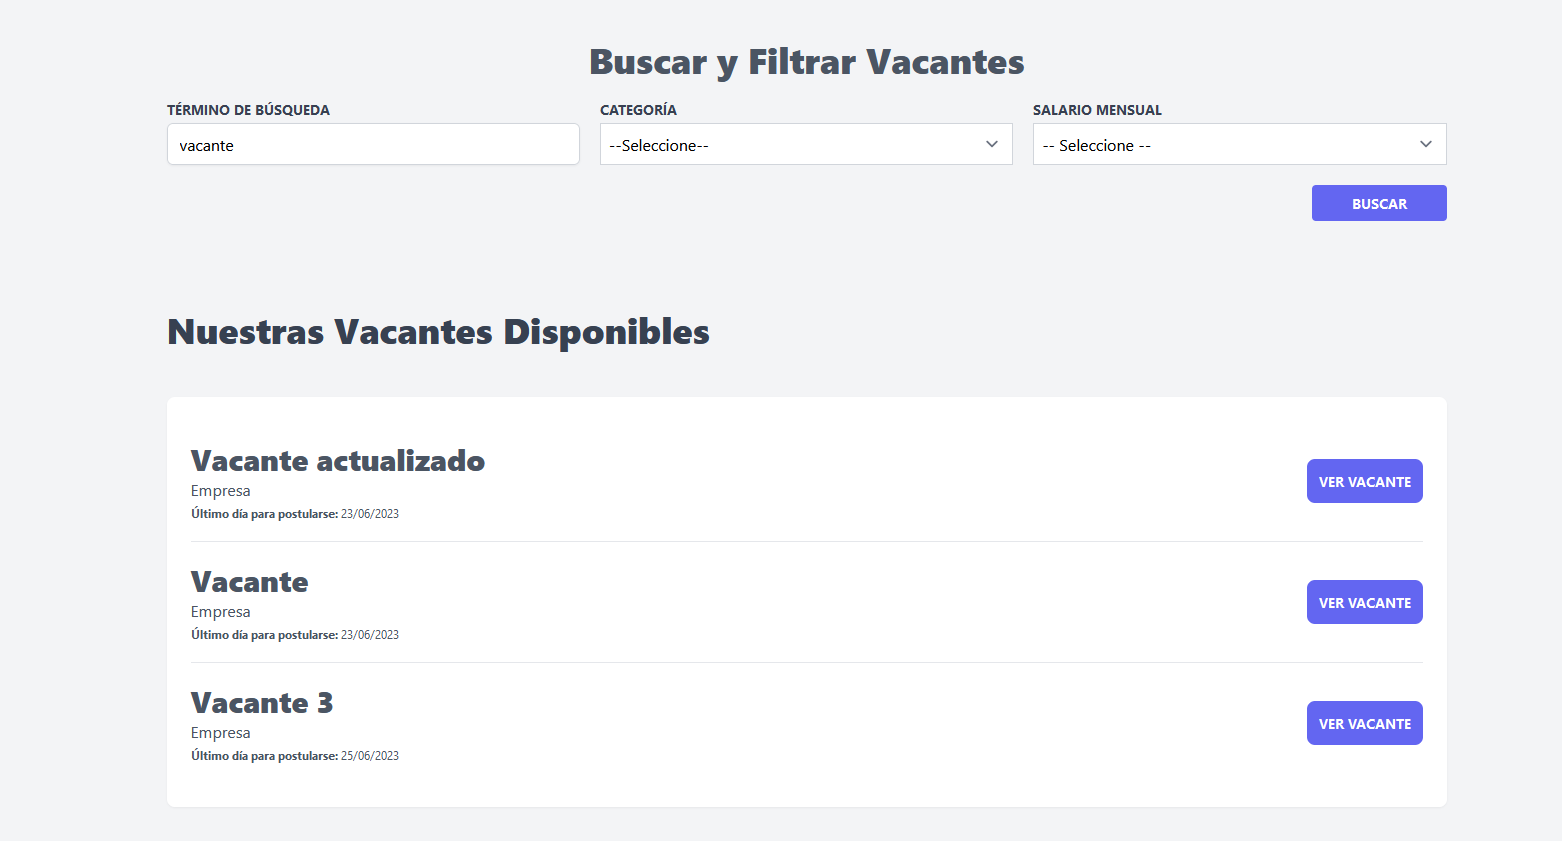 Buscar y Filtrar Vacantes
TÉRMINO DE BÚSQUEDA
CATEGORÍA
SALARIO MENSUAL
vacante
--Seleccione--
-- Seleccione --
BUSCAR
Nuestras Vacantes Disponibles
Vacante actualizado
Empresa
Último día para postularse: 23/06/2023
VER VACANTE
Vacante
Empresa
Último día para postularse: 23/06/2023
VER VACANTE
Vacante 3
Empresa
Último día para postularse: 25/06/2023
VER VACANTE